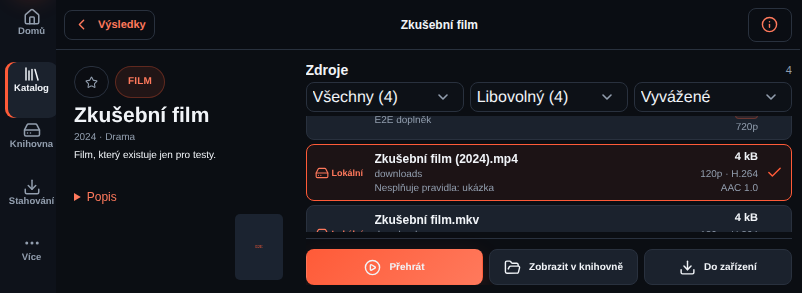 Domů
Katalog
Knihovna
Stahování
Více
Výsledky
Zkušební film
FILM
Zkušební film
2024 · Drama
Film, který existuje jen pro testy.
Popis
Zdroje
4
Všechny (4)
Libovolný (4)
Vyvážené
E2E doplněk
720p
Lokální
Zkušební film (2024).mp4
4 kB
downloads
120p · H.264
Nesplňuje pravidla: ukázka
AAC 1.0
Zkušební film.mkv
4 kB
Přehrát
Zobrazit v knihovně
Do zařízení